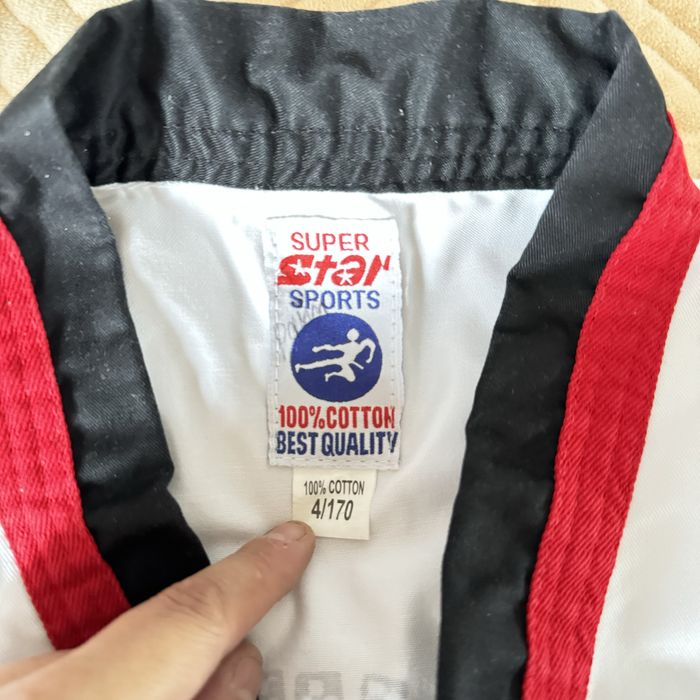 SUPER
Star
SPORTS
100%COTTON
BEST QUALITY
100% COTTON
4/170